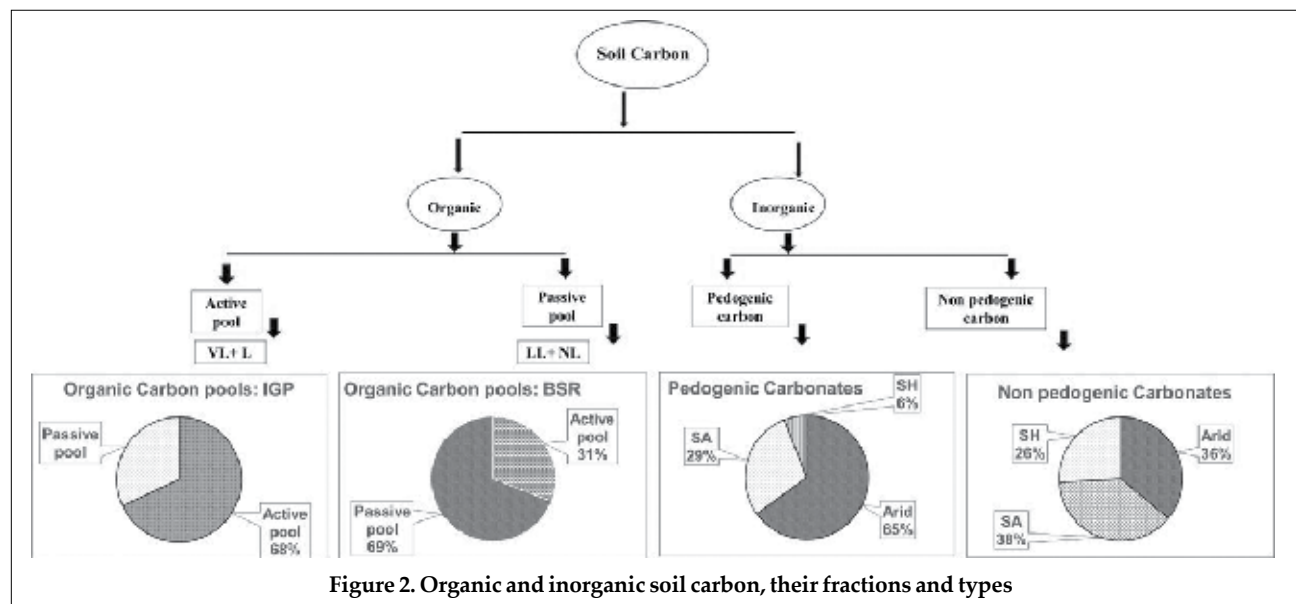 Soil Carbon
Organic
Inorganic
Active
pool
Passive
pool
Pedogenic
carbon
Non pedogenic
carbon
VL+ L
LL+ NL
Organic Carbon pools: IGP
Passive
pool
Active
pool
68%
Organic Carbon pools: BSR
Active
pool
31%
Passive
pool
69%
Pedogenic Carbonates
SH
6%
SA
29%
Arid
65%
Non pedogenic Carbonates
SH
26%
Arid
36%
SA
38%
Figure 2. Organic and inorganic soil carbon, their fractions and types